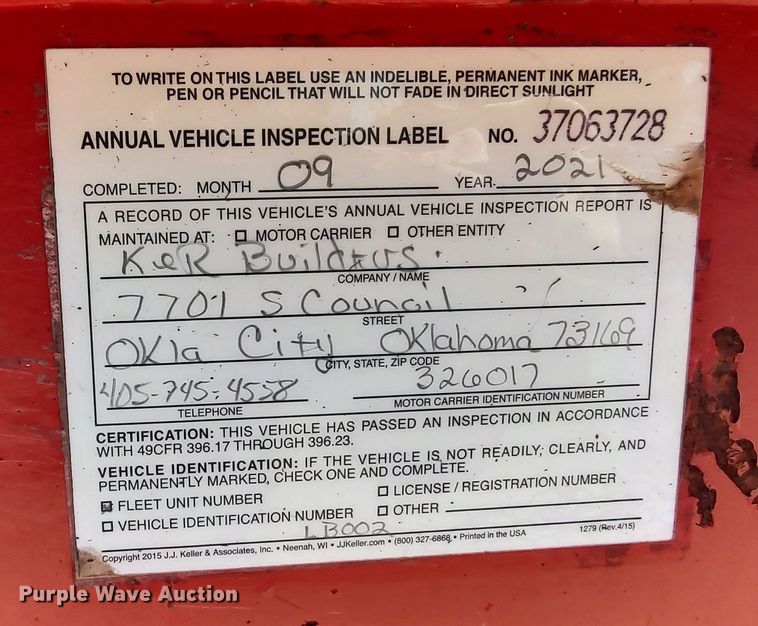 TO WRITE ON THIS LABEL USE AN INDELIBLE, PERMANENT INK MARKER,
PEN OR PENCIL THAT WILL NOT FADE IN DIRECT SUNLIGHT
ANNUAL VEHICLE INSPECTION LABEL NO. 37063728
COMPLETED: MONTH 09 YEAR 2021
A RECORD OF THIS VEHICLE'S ANNUAL VEHICLE INSPECTION REPORT IS
MAINTAINED AT: ☐ MOTOR CARRIER ☐ OTHER ENTITY
K&R Builders.
COMPANY / NAME
7701 S Council
STREET
Okla City Oklahoma 73169
CITY, STATE, ZIP CODE
405-745-4558 326017
TELEPHONE MOTOR CARRIER IDENTIFICATION NUMBER
CERTIFICATION: THIS VEHICLE HAS PASSED AN INSPECTION IN ACCORDANCE
WITH 49CFR 396.17 THROUGH 396.23.
VEHICLE IDENTIFICATION: IF THE VEHICLE IS NOT READILY, CLEARLY, AND
PERMANENTLY MARKED, CHECK ONE AND COMPLETE.
☒ FLEET UNIT NUMBER ☐ LICENSE / REGISTRATION NUMBER
☐ VEHICLE IDENTIFICATION NUMBER ☐ OTHER
LB002
Copyright 2015 J.J. Keller & Associates, Inc. • Neenah, WI • JJKeller.com • (800) 327-6868 • Printed in the USA 1279 (Rev. 4/15)
Purple Wave Auction